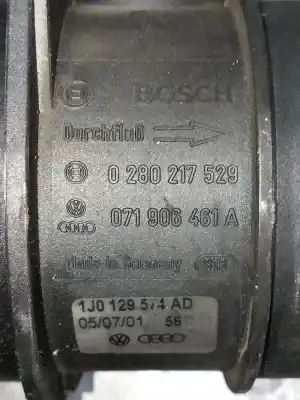 BOSCH
Durchfluß
0 280 217 529
071 906 461 A
Made in Germany
1J0 129 574 AD
05/07/01 56